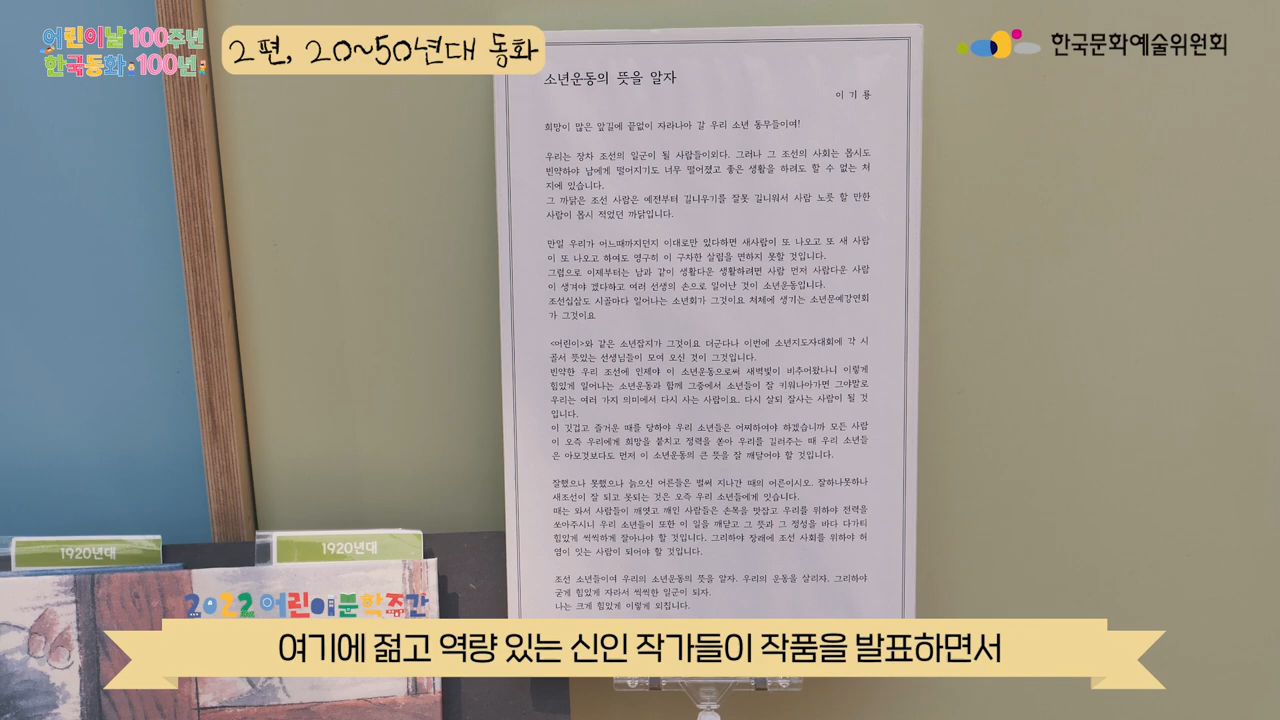 어린이날 100주년
한국동화 100년
2편, 20~50년대 동화
한국문화예술위원회
소년운동의 뜻을 알자
이 기 룡
희망이 많은 앞길에 끝없이 자라나아 갈 우리 소년 동무들이여!
우리는 장차 조선의 일군이 될 사람들이외다. 그러나 그 조선의 사회는 몹시도
빈약하야 남에게 떨어지기도 너무 떨어졌고 좋은 생활을 하려도 할 수 없는 처
지에 있습니다.
그 까닭은 조선 사람은 예전부터 길니우기를 잘못 길니워서 사람 노릇 할 만한
사람이 몹시 적었던 까닭입니다.
만일 우리가 어느때까지던지 이대로만 있다하면 새사람이 또 나오고 또 새 사람
이 또 나오고 하여도 영구히 이 구차한 살림을 면하지 못할 것입니다.
그럼으로 이제부터는 남과 같이 생활다운 생활하려면 사람 먼저 사람다운 사람
이 생겨야 겠다하고 여러 선생의 손으로 일어난 것이 소년운동입니다.
조선십삼도 시골마다 일어나는 소년회가 그것이요 처처에 생기는 소년문예강연회
가 그것이요
<어린이>와 같은 소년잡지가 그것이요 더군다나 이번에 소년지도자대회에 각 시
골서 뜻있는 선생님들이 모여 오신 것이 그것입니다.
빈약한 우리 조선에 인제야 이 소년운동으로써 새벽빛이 비추어왔나니 이렇게
힘있게 일어나는 소년운동과 함께 그중에서 소년들이 잘 키워나아가면 그야말로
우리는 여러 가지 의미에서 다시 사는 사람이요. 다시 살되 잘사는 사람이 될 것
입니다.
이 깃겁고 즐거운 때를 당하야 우리 소년들은 어찌하여야 하겠습니까 모든 사람
이 오즉 우리에게 희망을 붙치고 정력을 쏟아 우리를 길러주는 때 우리 소년들
은 아모것보다도 먼저 이 소년운동의 큰 뜻을 잘 깨달어야 할 것입니다.
잘했으나 못했으나 늙으신 어른들은 벌써 지나간 때의 어른이시오. 잘하나못하나
새조선이 잘 되고 못되는 것은 오즉 우리 소년들에게 잇습니다.
때는 와서 사람들이 깨엿고 깨인 사람들은 손목을 맛잡고 우리를 위하야 전력을
쏘아주시니 우리 소년들이 또한 이 일을 깨닫고 그 뜻과 그 정성을 바다 다가티
힘있게 씩씩하게 잘아나야 할 것입니다. 그리하야 장래에 조선 사회를 위하야 허
염이 잇는 사람이 되어야 할 것입니다.
조선 소년들이여 우리의 소년운동의 뜻을 알자. 우리의 운동을 살리자. 그리하야
굳게 힘있게 자라서 씩씩한 일군이 되자.
나는 크게 힘있게 이렇게 외칩니다.
1920년대
1920년대
2022 어린이문학주간
여기에 젊고 역량 있는 신인 작가들이 작품을 발표하면서